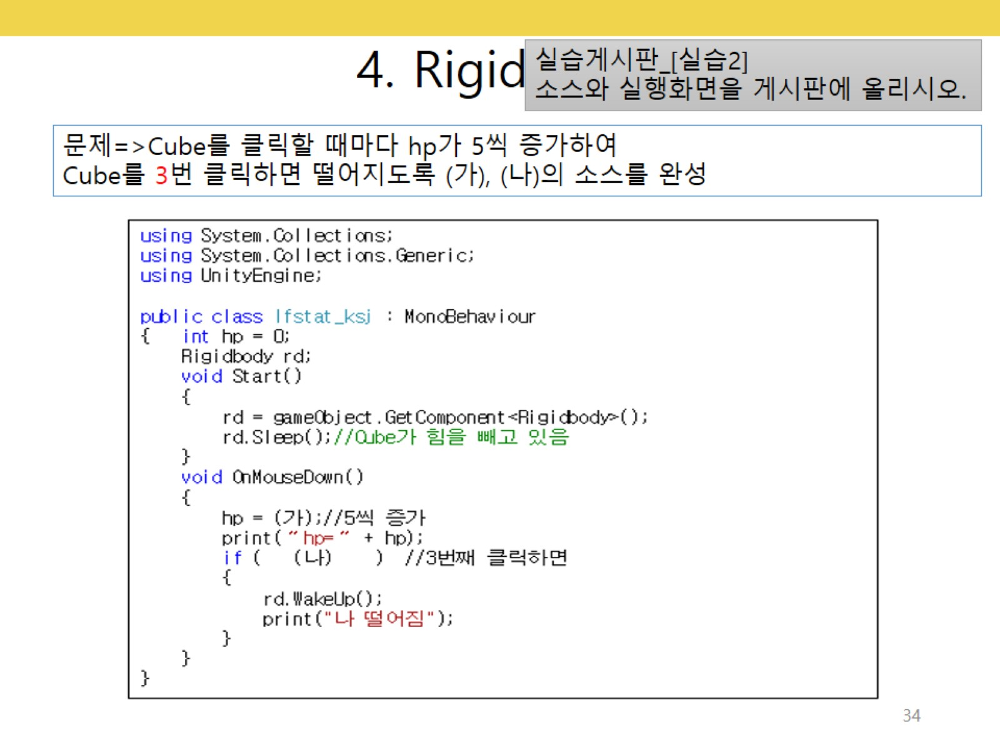 4. Rigid
실습게시판_[실습2]
소스와 실행화면을 게시판에 올리시오.
문제=>Cube를 클릭할 때마다 hp가 5씩 증가하여
Cube를 3번 클릭하면 떨어지도록 (가), (나)의 소스를 완성
using System.Collections;
using System.Collections.Generic;
using UnityEngine;
public class Ifstat_ksj : MonoBehaviour
{   int hp = 0;
    Rigidbody rd;
    void Start()
    {
        rd = gameObject.GetComponent<Rigidbody>();
        rd.Sleep();//Cube가 힘을 빼고 있음
    }
    void OnMouseDown()
    {
        hp = (가);//5씩 증가
        print("hp=" + hp);
        if (   (나)    )  //3번째 클럭하면
        {
            rd.WakeUp();
            print("나 떨어짐");
        }
    }
}
34